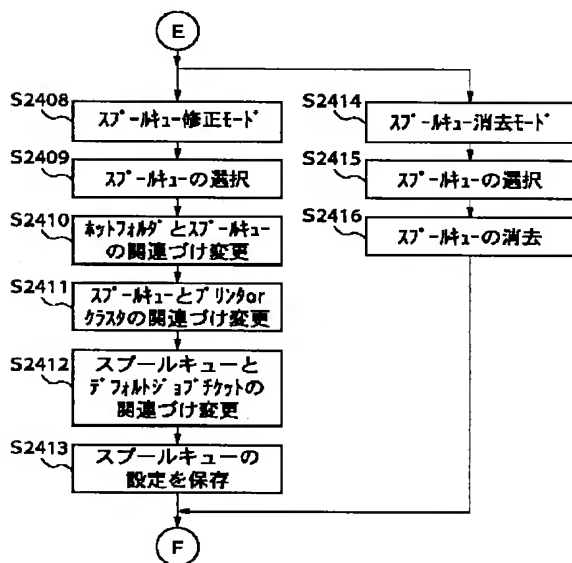 E
S2408
スプールキュー修正モード
S2409
スプールキューの選択
S2410
ホットフォルダとスプールキュー
の関連づけ変更
S2411
スプールキューとプリンタor
クラスタの関連づけ変更
S2412
スプールキューと
デフォルトジョブチケットの
関連づけ変更
S2413
スプールキューの
設定を保存
S2414
スプールキュー消去モード
S2415
スプールキューの選択
S2416
スプールキューの消去
F